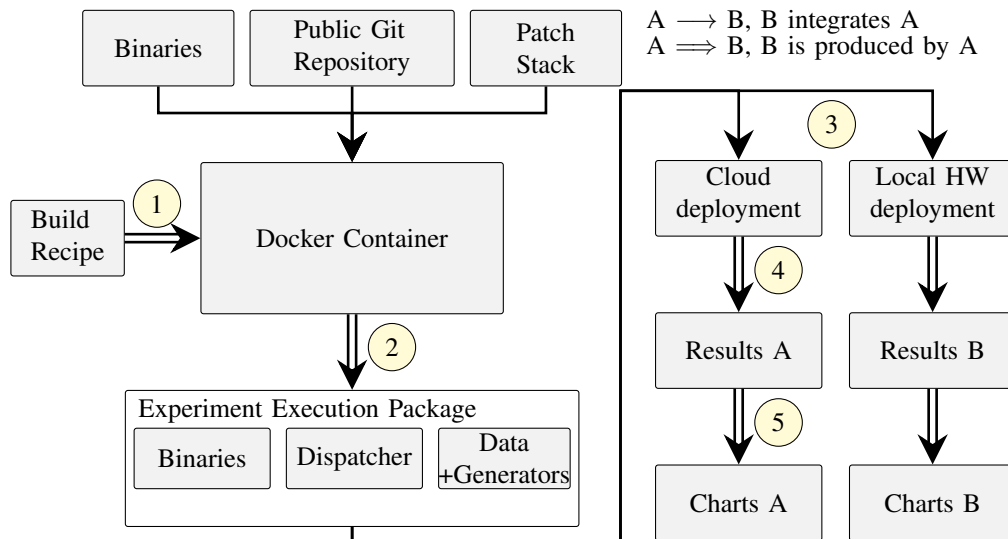 Binaries
Public Git
Repository
Patch
Stack
A ⟶ B, B integrates A
A ⟹ B, B is produced by A
3
1
Build
Recipe
Docker Container
Cloud
deployment
Local HW
deployment
4
2
Results A
Results B
Experiment Execution Package
Binaries
Dispatcher
Data
+Generators
5
Charts A
Charts B